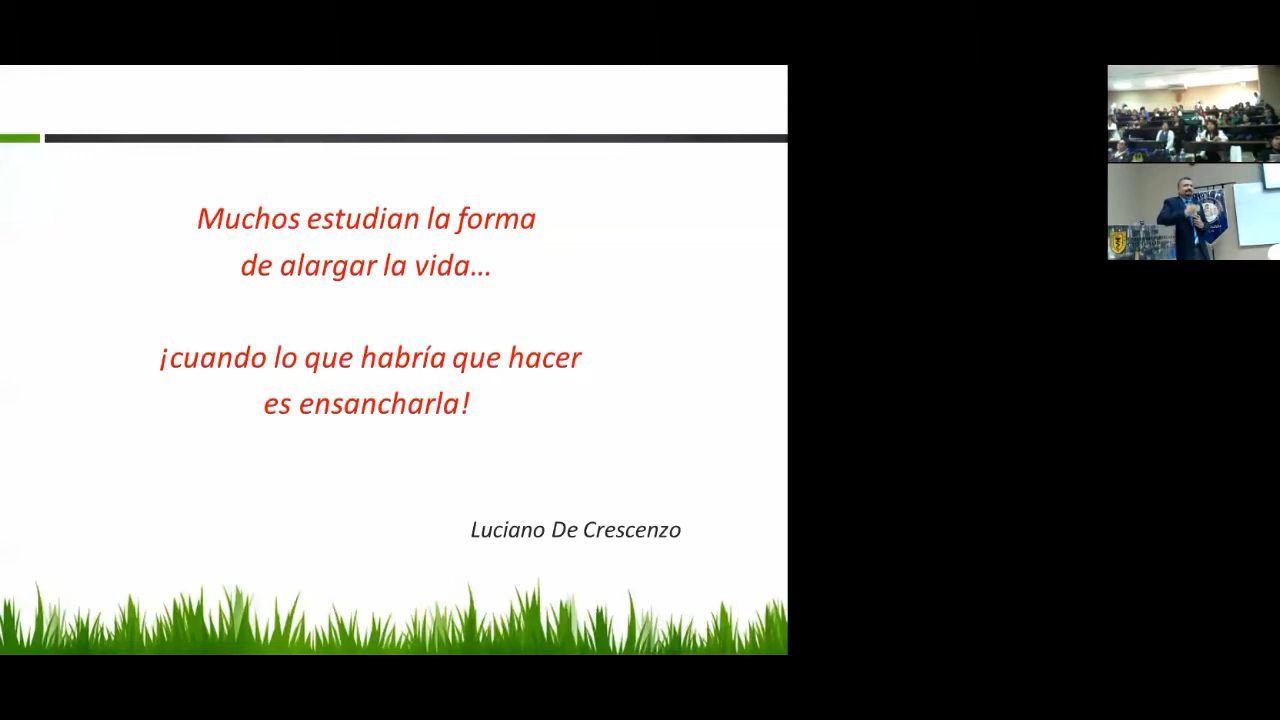 Muchos estudian la forma
de alargar la vida...
¡cuando lo que habría que hacer
es ensancharla!
Luciano De Crescenzo